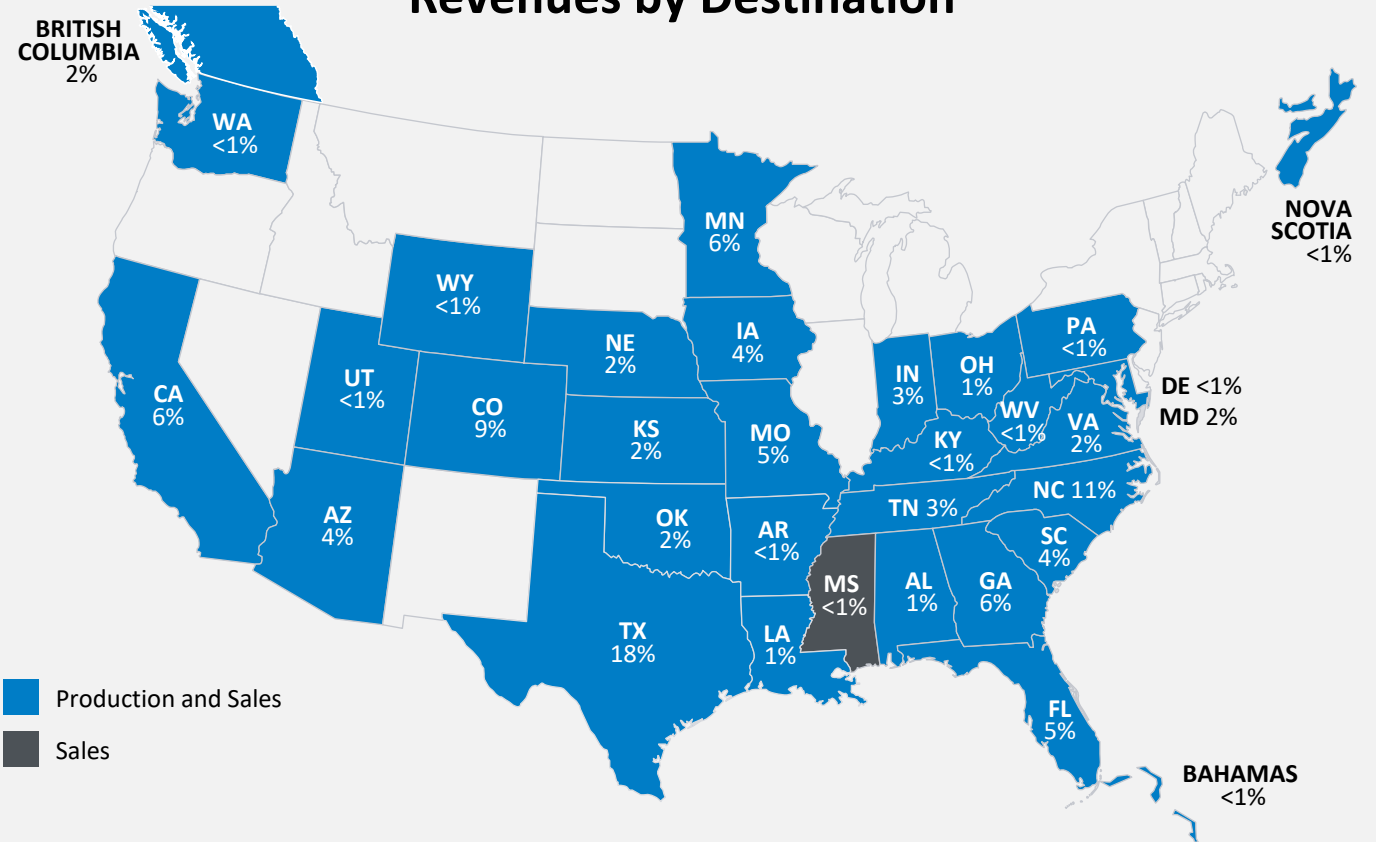 Revenues by Destination
BRITISH
COLUMBIA
2%
WA
<1%
MN
6%
NOVA
SCOTIA
<1%
WY
<1%
NE
2%
IA
4%
PA
<1%
UT
<1%
CO
9%
IN
3%
OH
1%
DE <1%
MD 2%
CA
6%
KS
2%
MO
5%
WV
<1%
VA
2%
KY
<1%
NC 11%
TN 3%
AZ
4%
OK
2%
AR
<1%
SC
4%
MS
<1%
AL
1%
GA
6%
TX
18%
LA
1%
Production and Sales
Sales
FL
5%
BAHAMAS
<1%